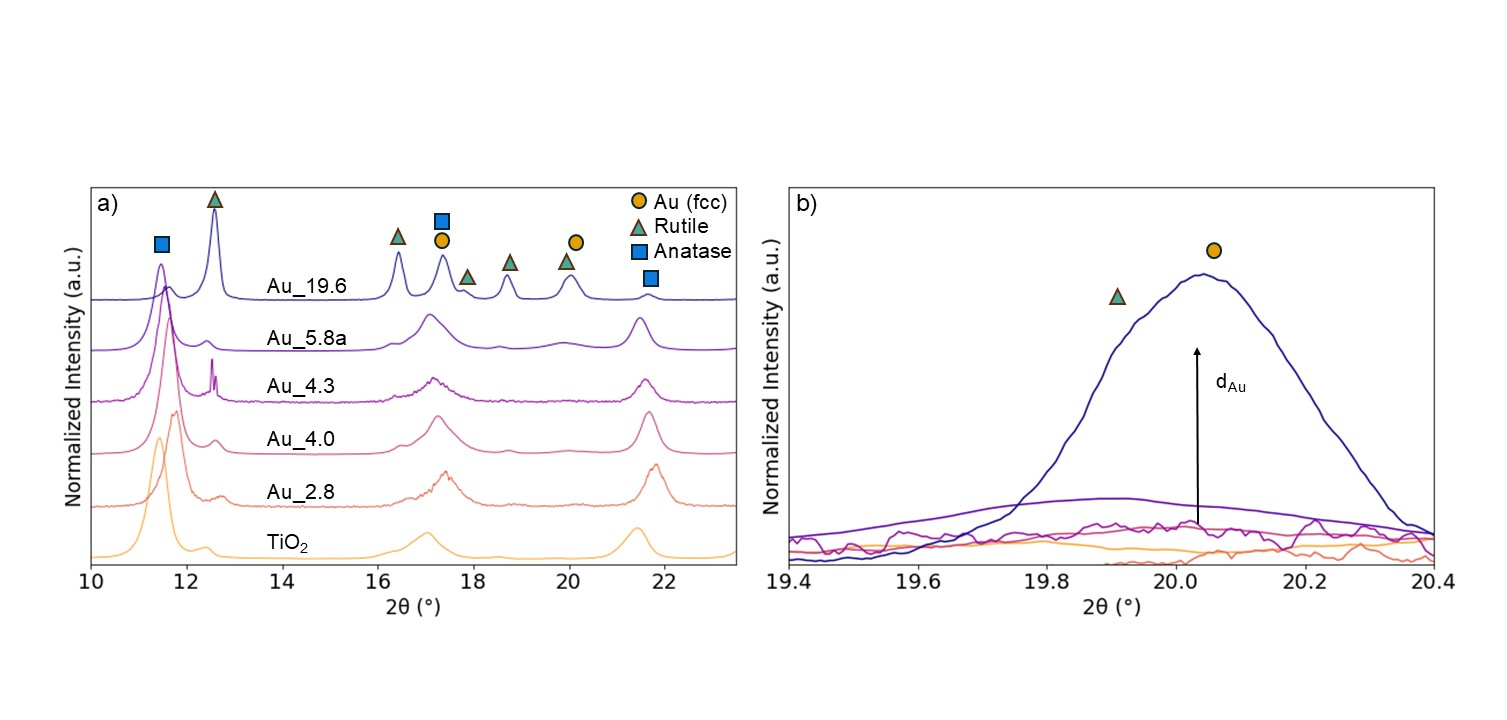 a)
Au (fcc)
Rutile
Anatase
Au_19.6
Au_5.8a
Au_4.3
Au_4.0
Au_2.8
TiO₂
Normalized Intensity (a.u.)
10 12 14 16 18 20 22
2θ (°)
b)
d_Au
Normalized Intensity (a.u.)
19.4 19.6 19.8 20.0 20.2 20.4
2θ (°)